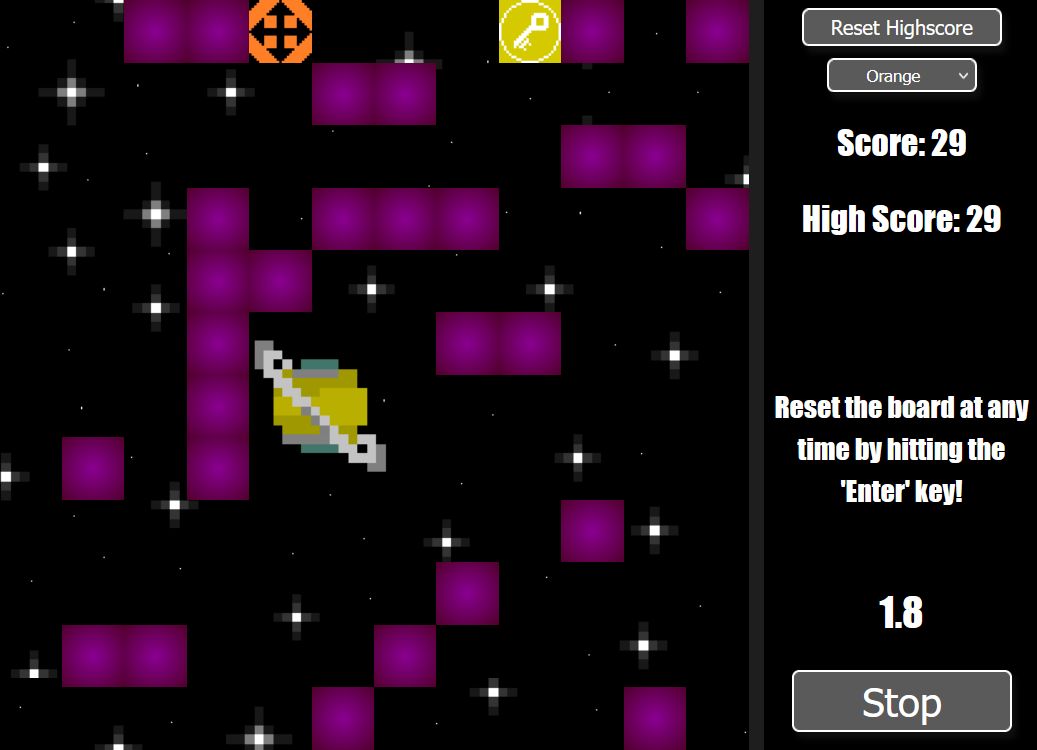 Reset Highscore
Orange
Score: 29
High Score: 29
Reset the board at any
time by hitting the
'Enter' key!
1.8
Stop